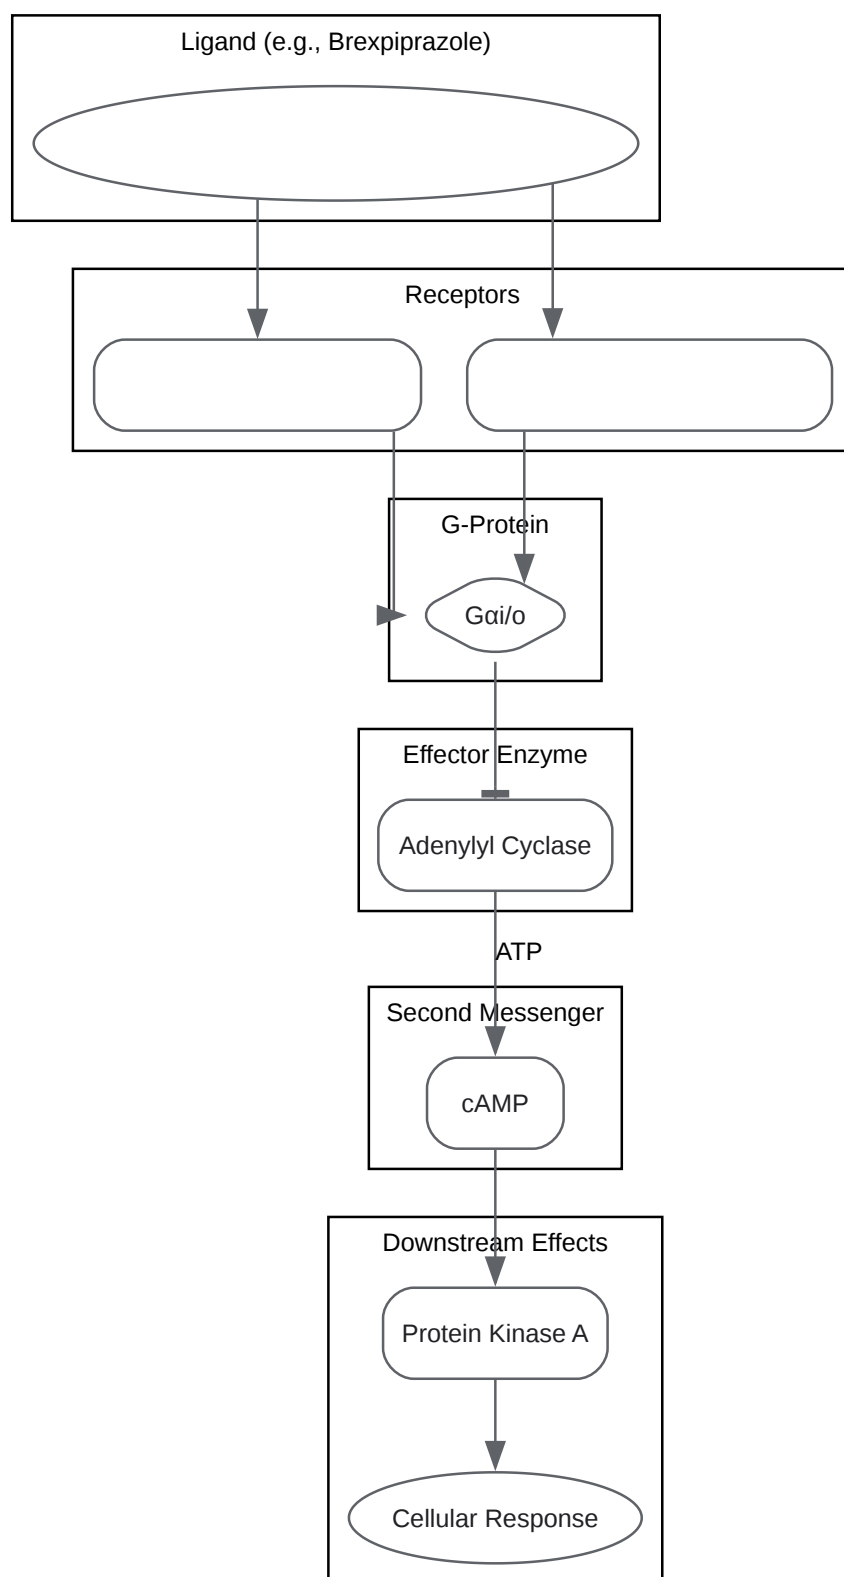 Ligand (e.g., Brexpiprazole)
Receptors
G-Protein
Gαi/o
Effector Enzyme
Adenylyl Cyclase
ATP
Second Messenger
cAMP
Downstream Effects
Protein Kinase A
Cellular Response